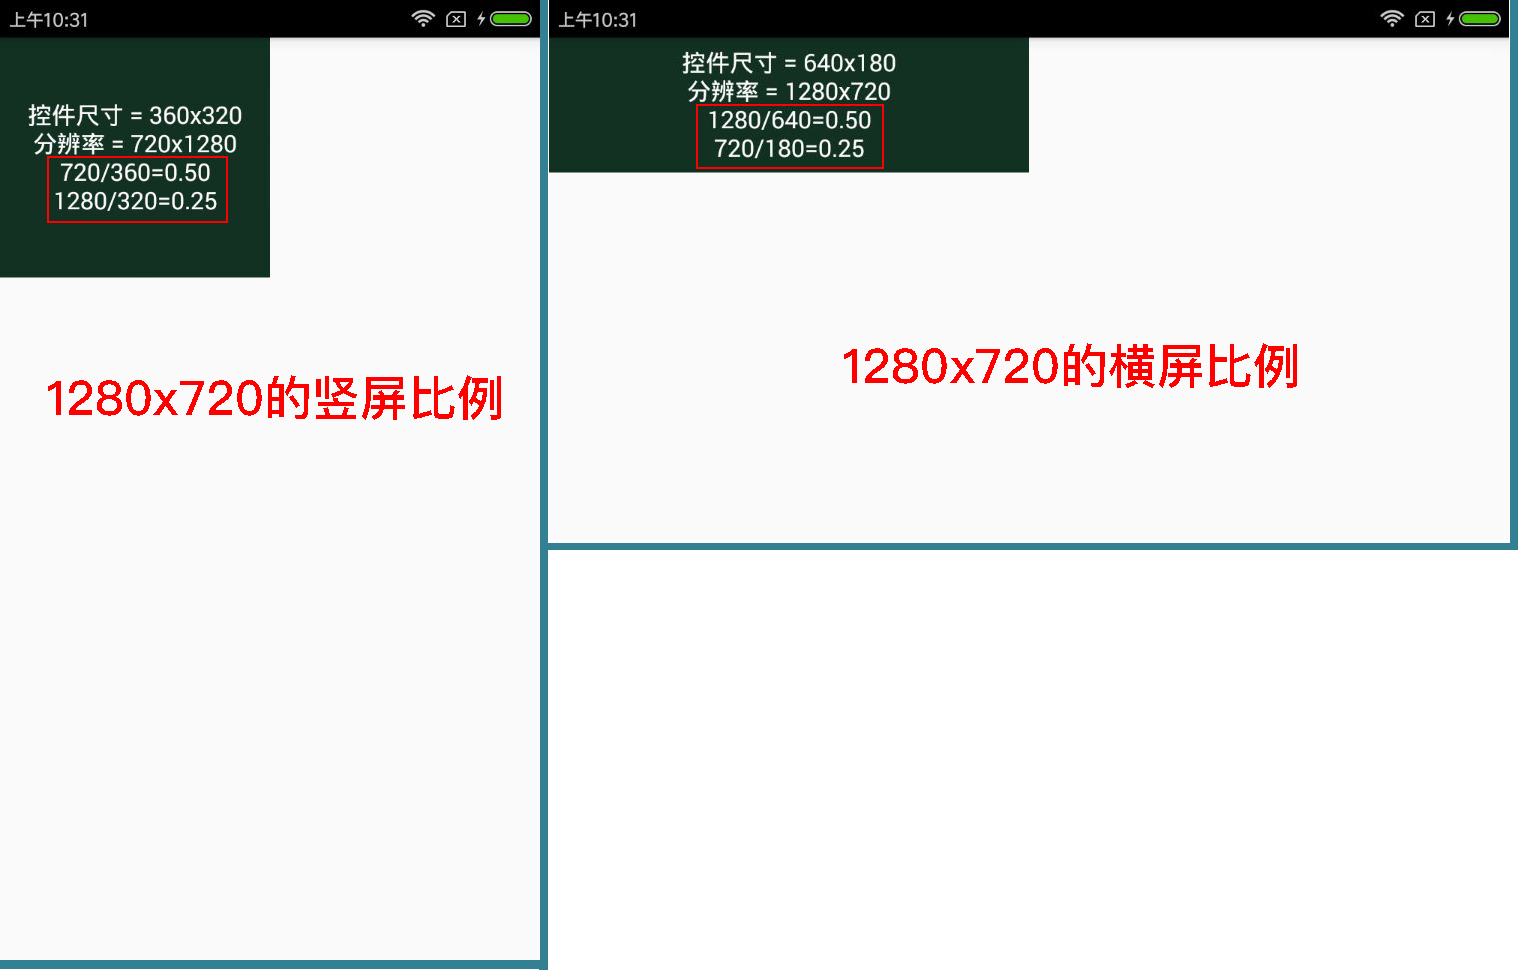 上午10:31
控件尺寸 = 360x320
分辨率 = 720x1280
720/360=0.50
1280/320=0.25
1280x720的竖屏比例
上午10:31
控件尺寸 = 640x180
分辨率 = 1280x720
1280/640=0.50
720/180=0.25
1280x720的横屏比例